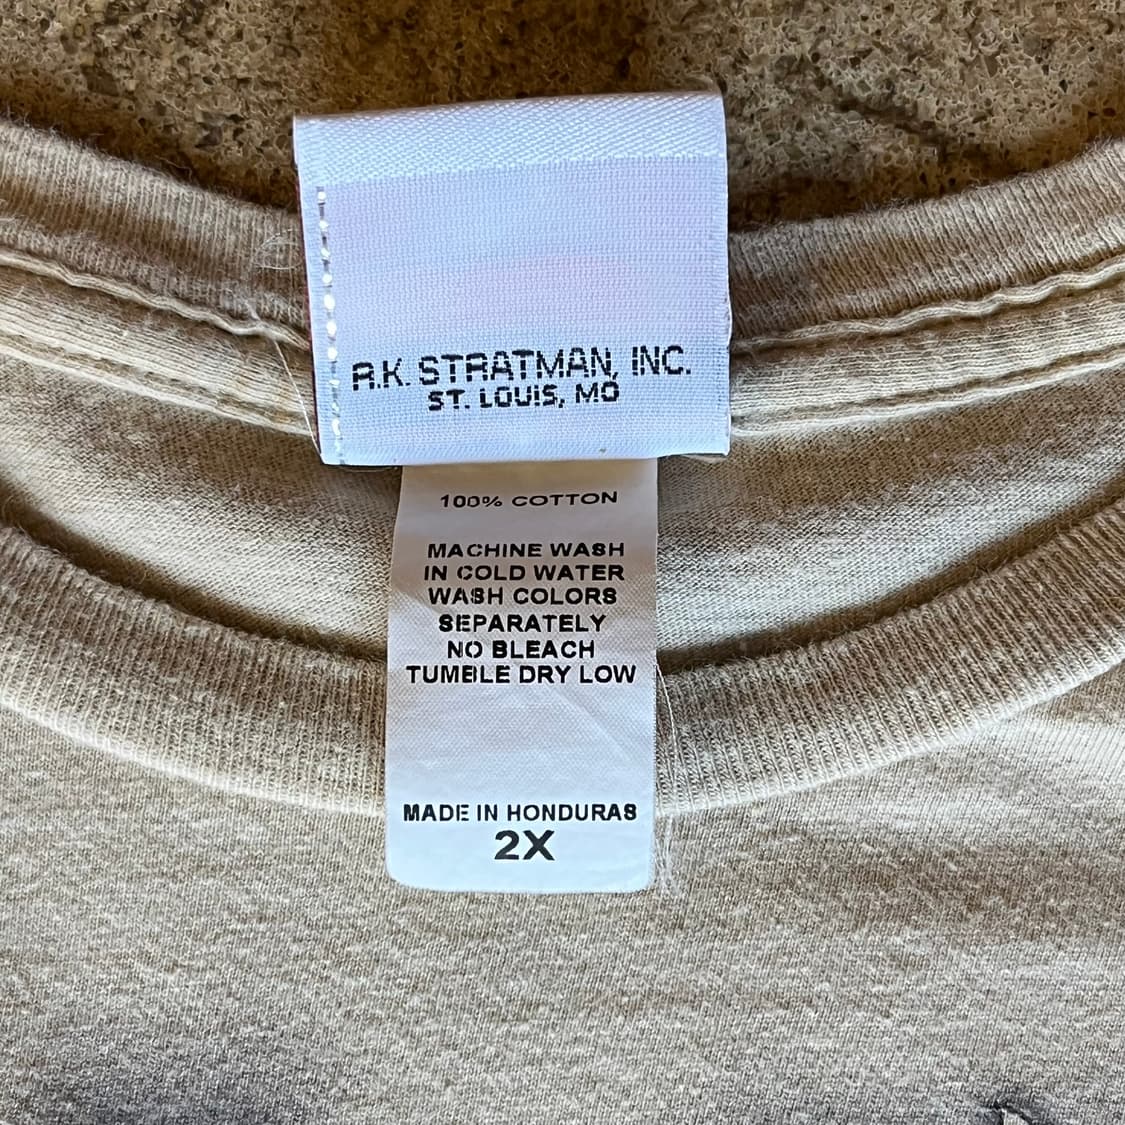 R.K. STRATMAN, INC.
ST. LOUIS, MO
100% COTTON
MACHINE WASH
IN COLD WATER
WASH COLORS
SEPARATELY
NO BLEACH
TUMBLE DRY LOW
MADE IN HONDURAS
2X